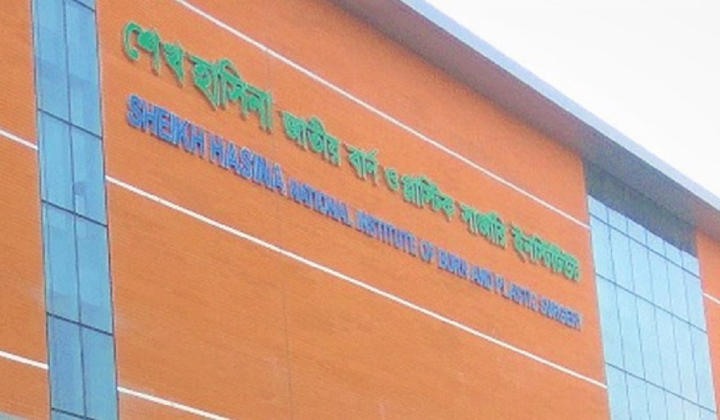 শেখ হাসিনা জাতীয় বার্ন ও প্লাস্টিক সার্জারি ইনস্টিটিউট
SHEIKH HASINA NATIONAL INSTITUTE OF BURN AND PLASTIC SURGERY